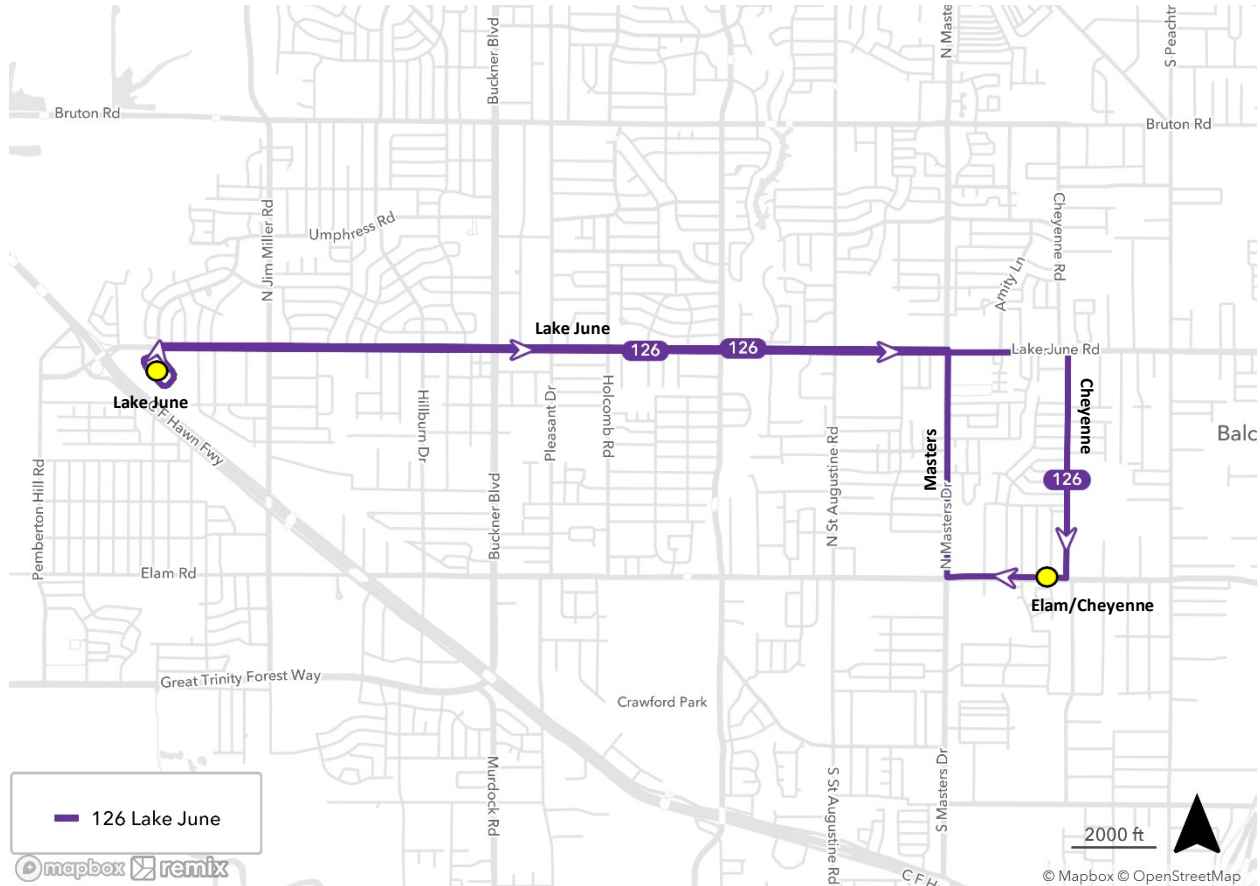 Buckner Blvd
N Maste
S Peachtr
Bruton Rd
Bruton Rd
N Jim Miller Rd
Umphress Rd
Cheyenne Rd
Amity Ln
Lake June
126
126
Lake June Rd
Lake June
C F Hawn Fwy
Hillburn Dr
Pleasant Dr
Holcomb Rd
N St Augustine Rd
Masters
Cheyenne
Balc
Pemberton Hill Rd
Buckner Blvd
N Masters Dr
126
Elam Rd
Elam/Cheyenne
Great Trinity Forest Way
Crawford Park
Murdock Rd
S St Augustine Rd
S Masters Dr
126 Lake June
2000 ft
mapbox remix
C F H
© Mapbox © OpenStreetMap